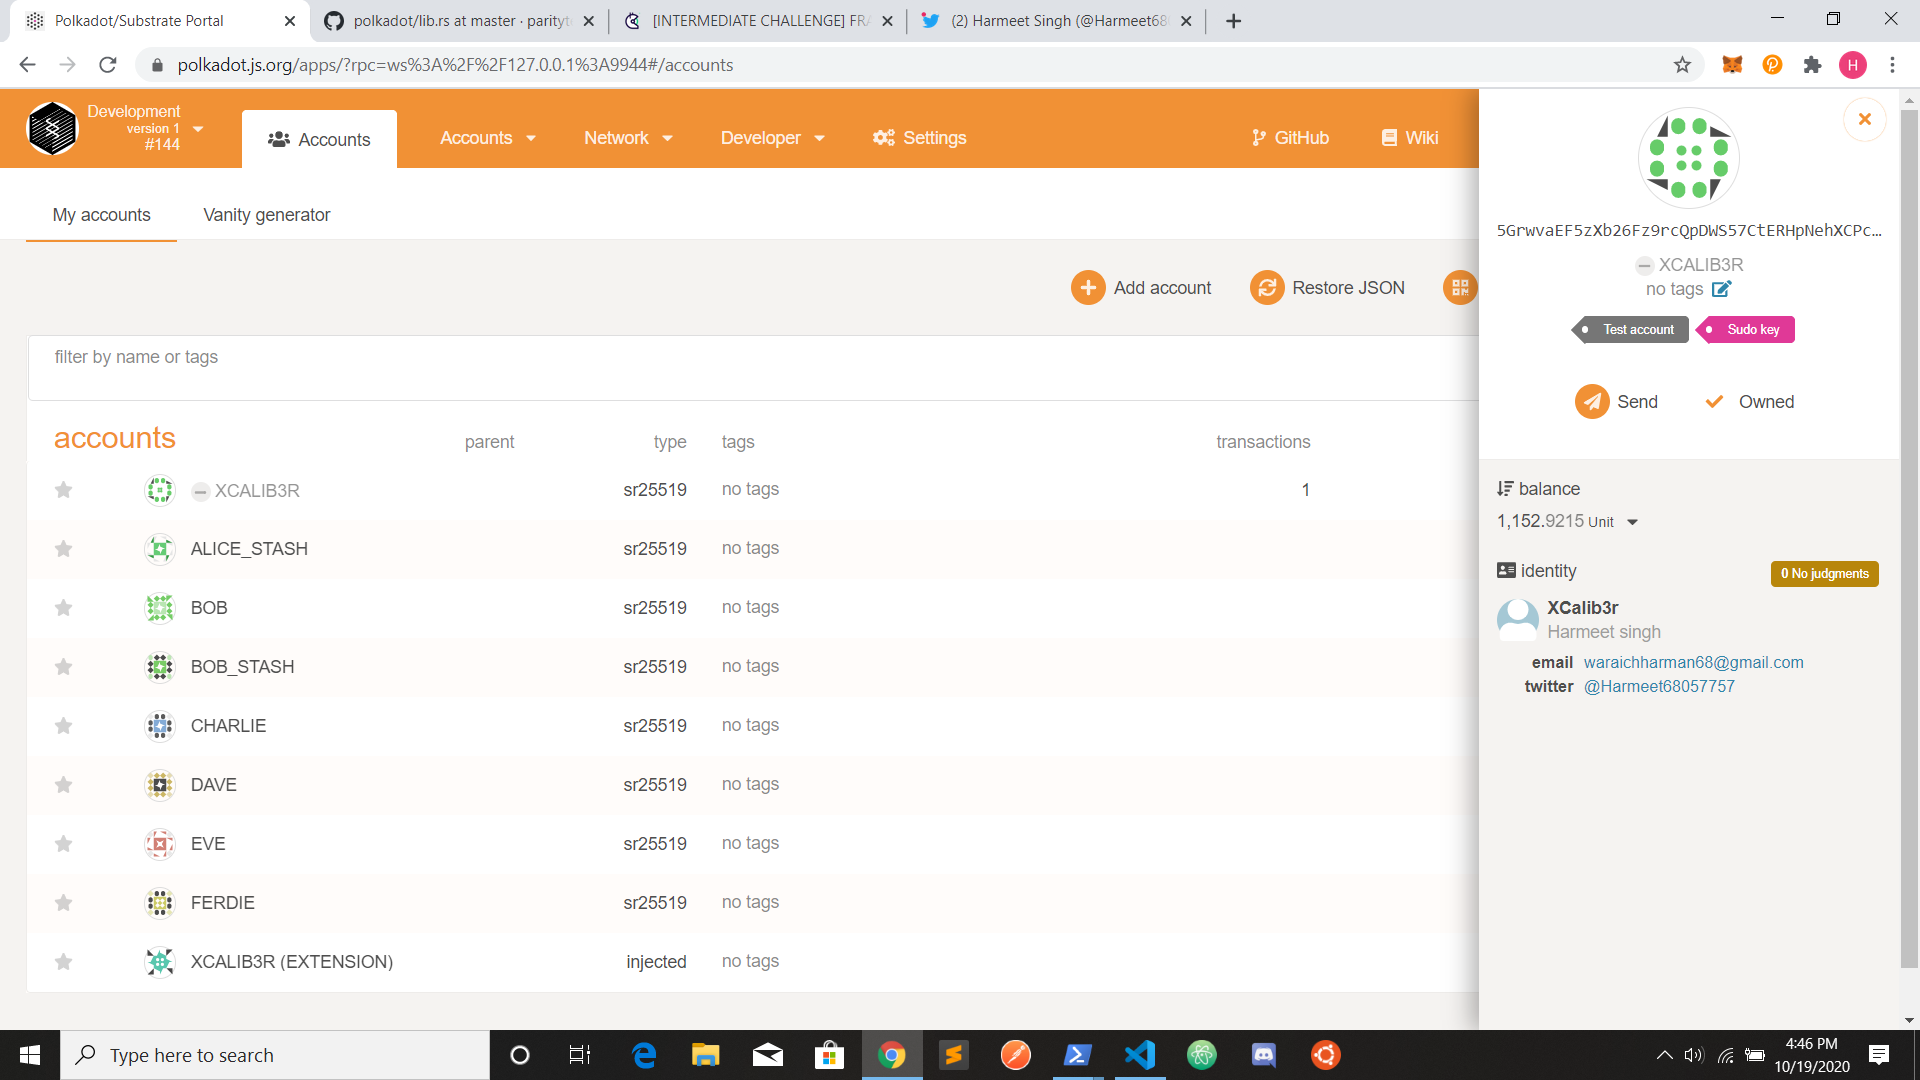 Polkadot/Substrate Portal
polkadot/lib.rs at master · parityte
[INTERMEDIATE CHALLENGE] FRA
(2) Harmeet Singh (@Harmeet680
polkadot.js.org/apps/?rpc=ws%3A%2F%2F127.0.0.1%3A9944#/accounts
H
Development
version 1
#144
Accounts
Accounts
Network
Developer
Settings
GitHub
Wiki
My accounts
Vanity generator
Add account
Restore JSON
filter by name or tags
accounts parent type tags transactions
XCALIB3R sr25519 no tags 1
ALICE_STASH sr25519 no tags
BOB sr25519 no tags
BOB_STASH sr25519 no tags
CHARLIE sr25519 no tags
DAVE sr25519 no tags
EVE sr25519 no tags
FERDIE sr25519 no tags
XCALIB3R (EXTENSION) injected no tags
5GrwvaEF5zXb26Fz9rcQpDWS57CtERHpNehXCPc…
XCALIB3R
no tags
Test account
Sudo key
Send
Owned
balance
1,152.9215 Unit
identity
0 No judgments
XCalib3r
Harmeet singh
email waraichharman68@gmail.com
twitter @Harmeet68057757
Type here to search
4:46 PM
10/19/2020